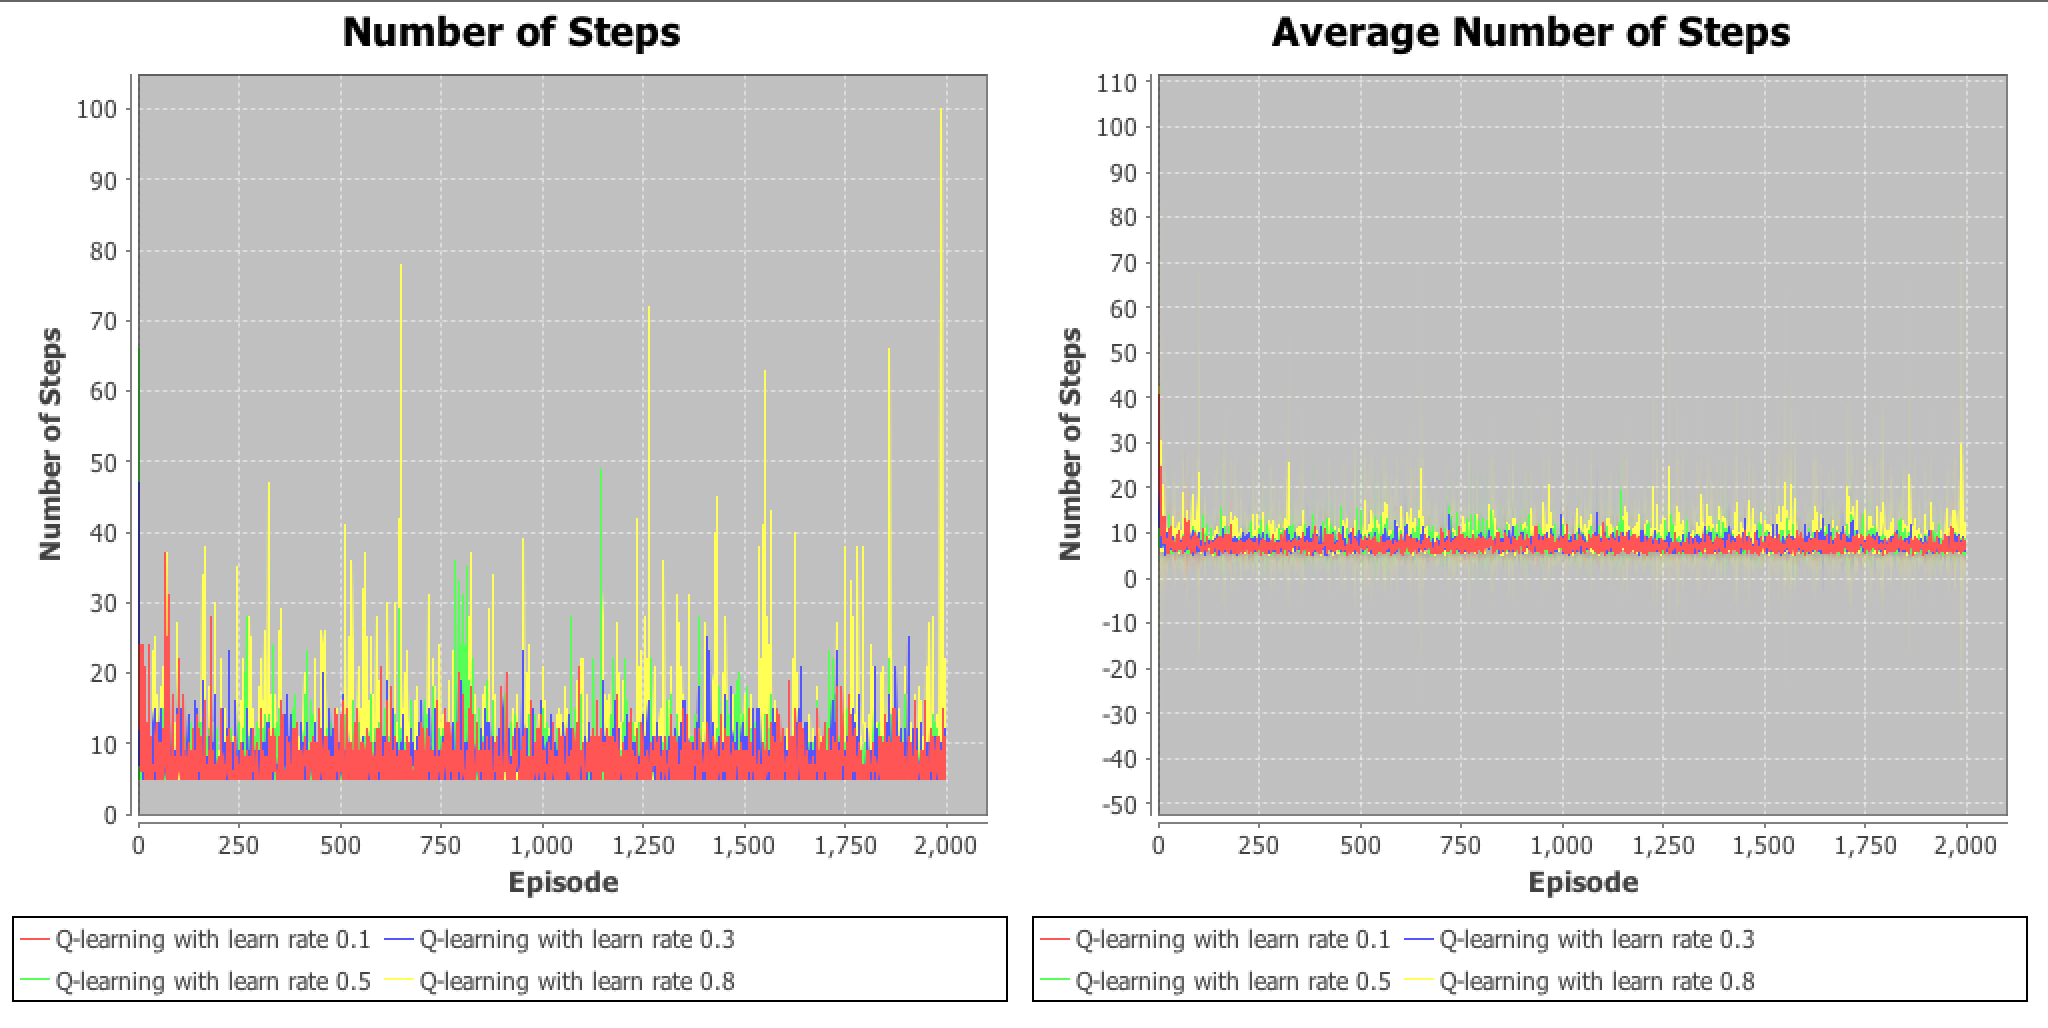 Number of Steps
Number of Steps
100
90
80
70
60
50
40
30
20
10
0
0 250 500 750 1,000 1,250 1,500 1,750 2,000
Episode
Q-learning with learn rate 0.1 Q-learning with learn rate 0.3
Q-learning with learn rate 0.5 Q-learning with learn rate 0.8
Average Number of Steps
Number of Steps
110
100
90
80
70
60
50
40
30
20
10
0
-10
-20
-30
-40
-50
0 250 500 750 1,000 1,250 1,500 1,750 2,000
Episode
Q-learning with learn rate 0.1 Q-learning with learn rate 0.3
Q-learning with learn rate 0.5 Q-learning with learn rate 0.8